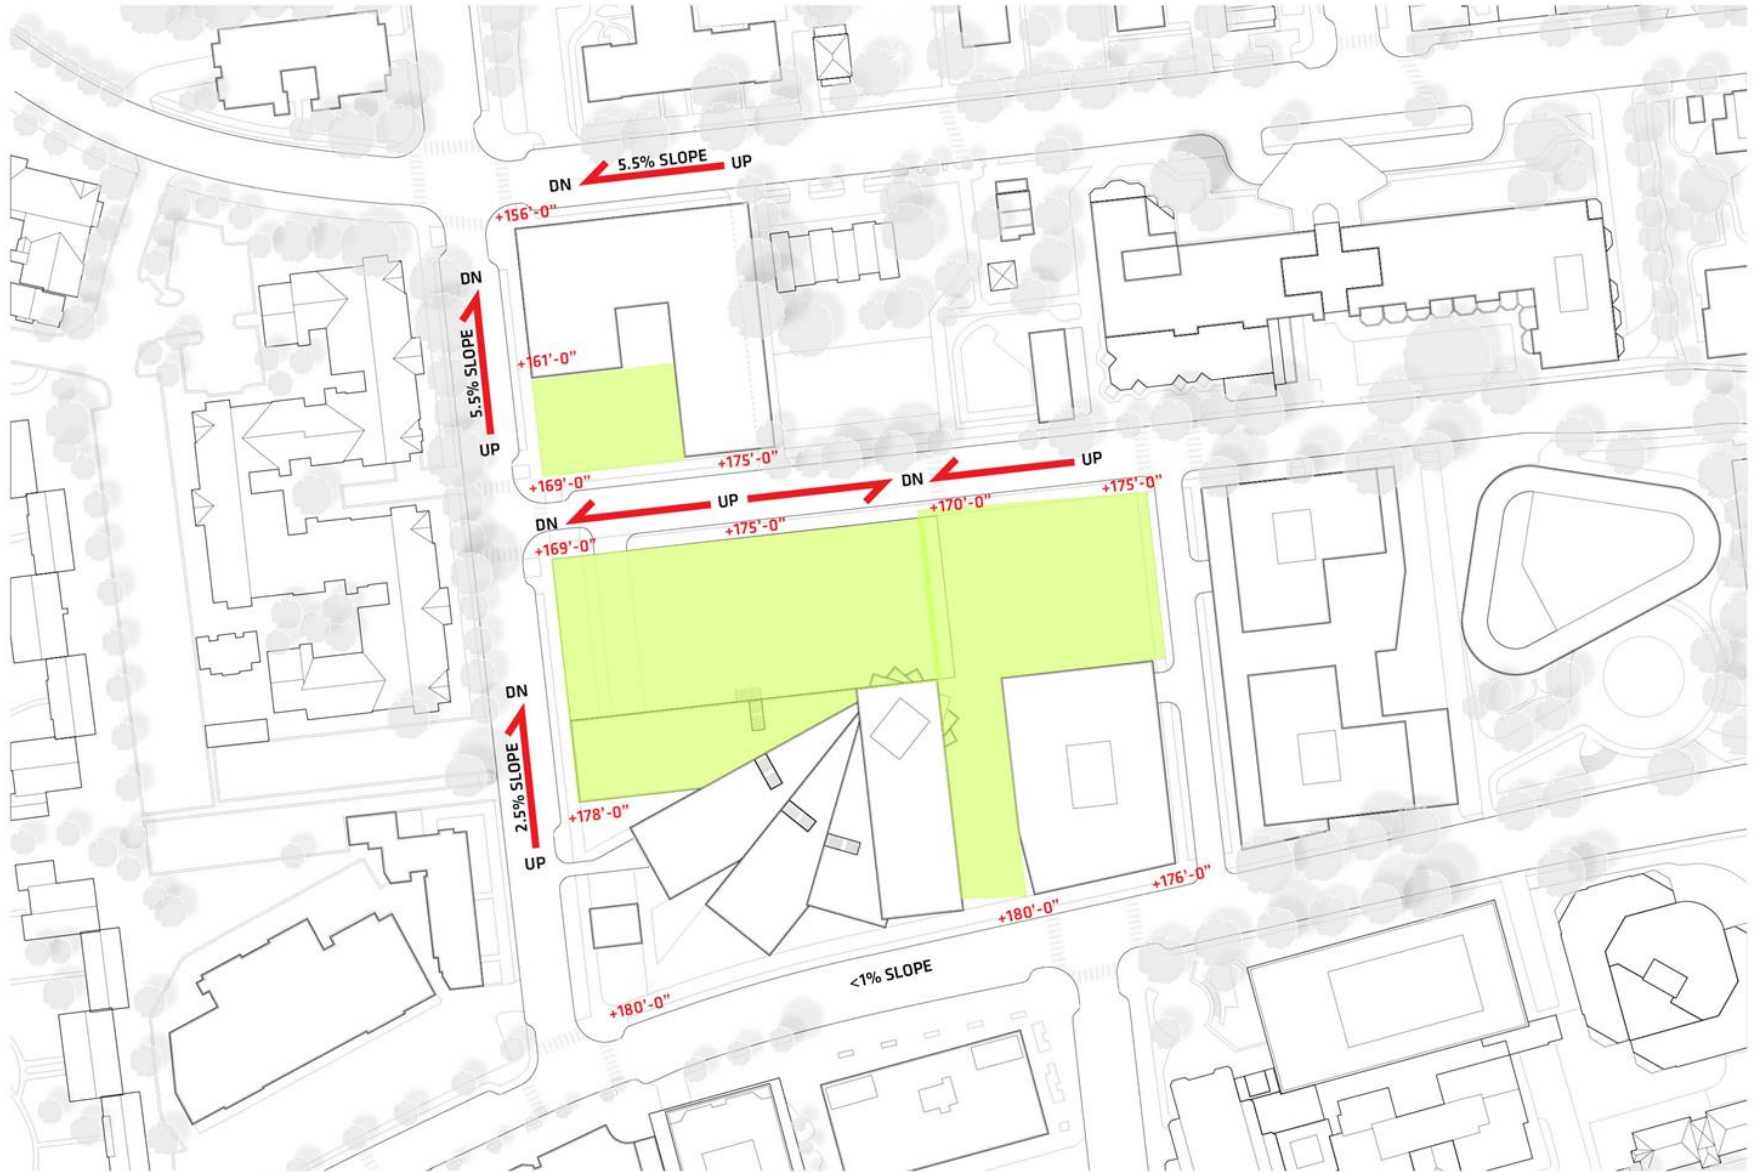 5.5% SLOPE
UP
DN
+156'-0"
DN
5.5% SLOPE
UP
+161'-0"
+169'-0"
+175'-0"
UP
DN
UP
DN
+175'-0"
+170'-0"
+175'-0"
+169'-0"
DN
2.5% SLOPE
UP
+178'-0"
+176'-0"
+180'-0"
<1% SLOPE
+180'-0"